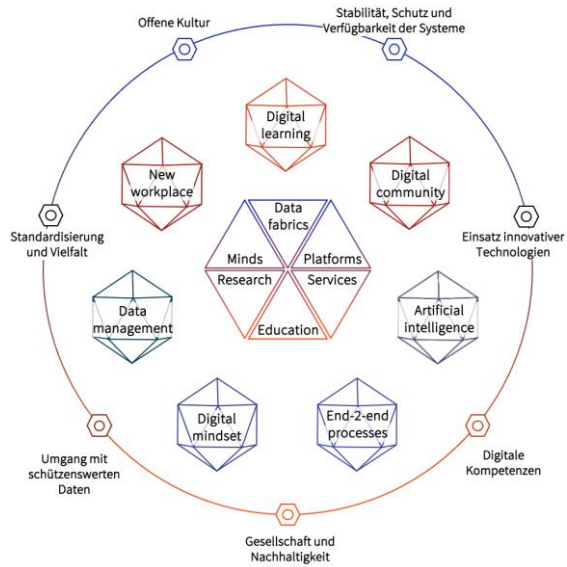 Offene Kultur
Stabilität, Schutz und
Verfügbarkeit der Systeme
Digital
learning
New
workplace
Digital
community
Standardisierung
und Vielfalt
Data
fabrics
Minds
Platforms
Einsatz innovativer
Technologien
Research
Services
Education
Data
management
Artificial
intelligence
Digital
mindset
End-2-end
processes
Umgang mit
schützenswerten
Daten
Digitale
Kompetenzen
Gesellschaft und
Nachhaltigkeit